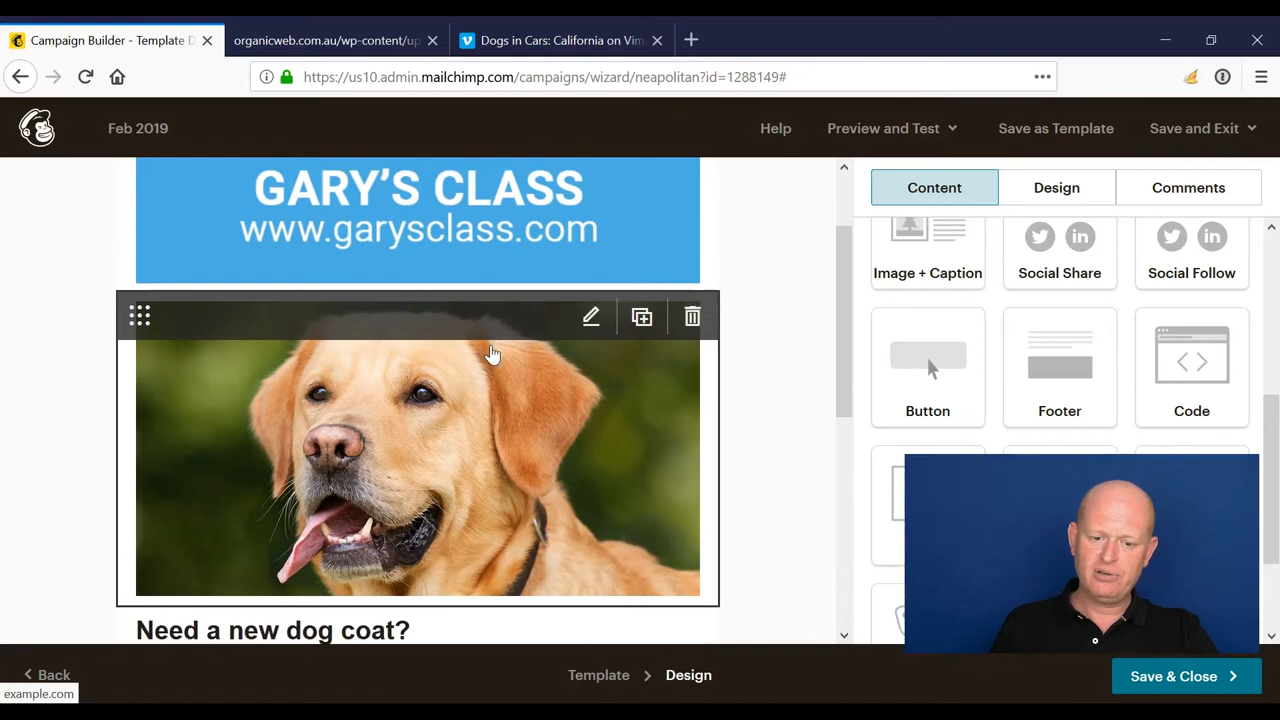 Campaign Builder - Template D
organicweb.com.au/wp-content/up
Dogs in Cars: California on Vim
https://us10.admin.mailchimp.com/campaigns/wizard/neapolitan?id=1288149#
Feb 2019
Help
Preview and Test
Save as Template
Save and Exit
GARY'S CLASS
www.garysclass.com
Content
Design
Comments
Image + Caption
Social Share
Social Follow
Button
Footer
Code
Need a new dog coat?
Back
Template
Design
Save & Close
example.com